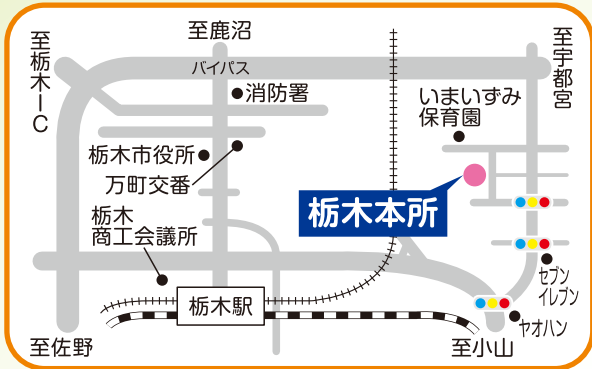 至鹿沼
至栃木IC
バイパス
消防署
至宇都宮
いまいずみ
保育園
栃木市役所
万町交番
栃木本所
栃木
商工会議所
セブン
イレブン
栃木駅
ヤオハン
至佐野
至小山